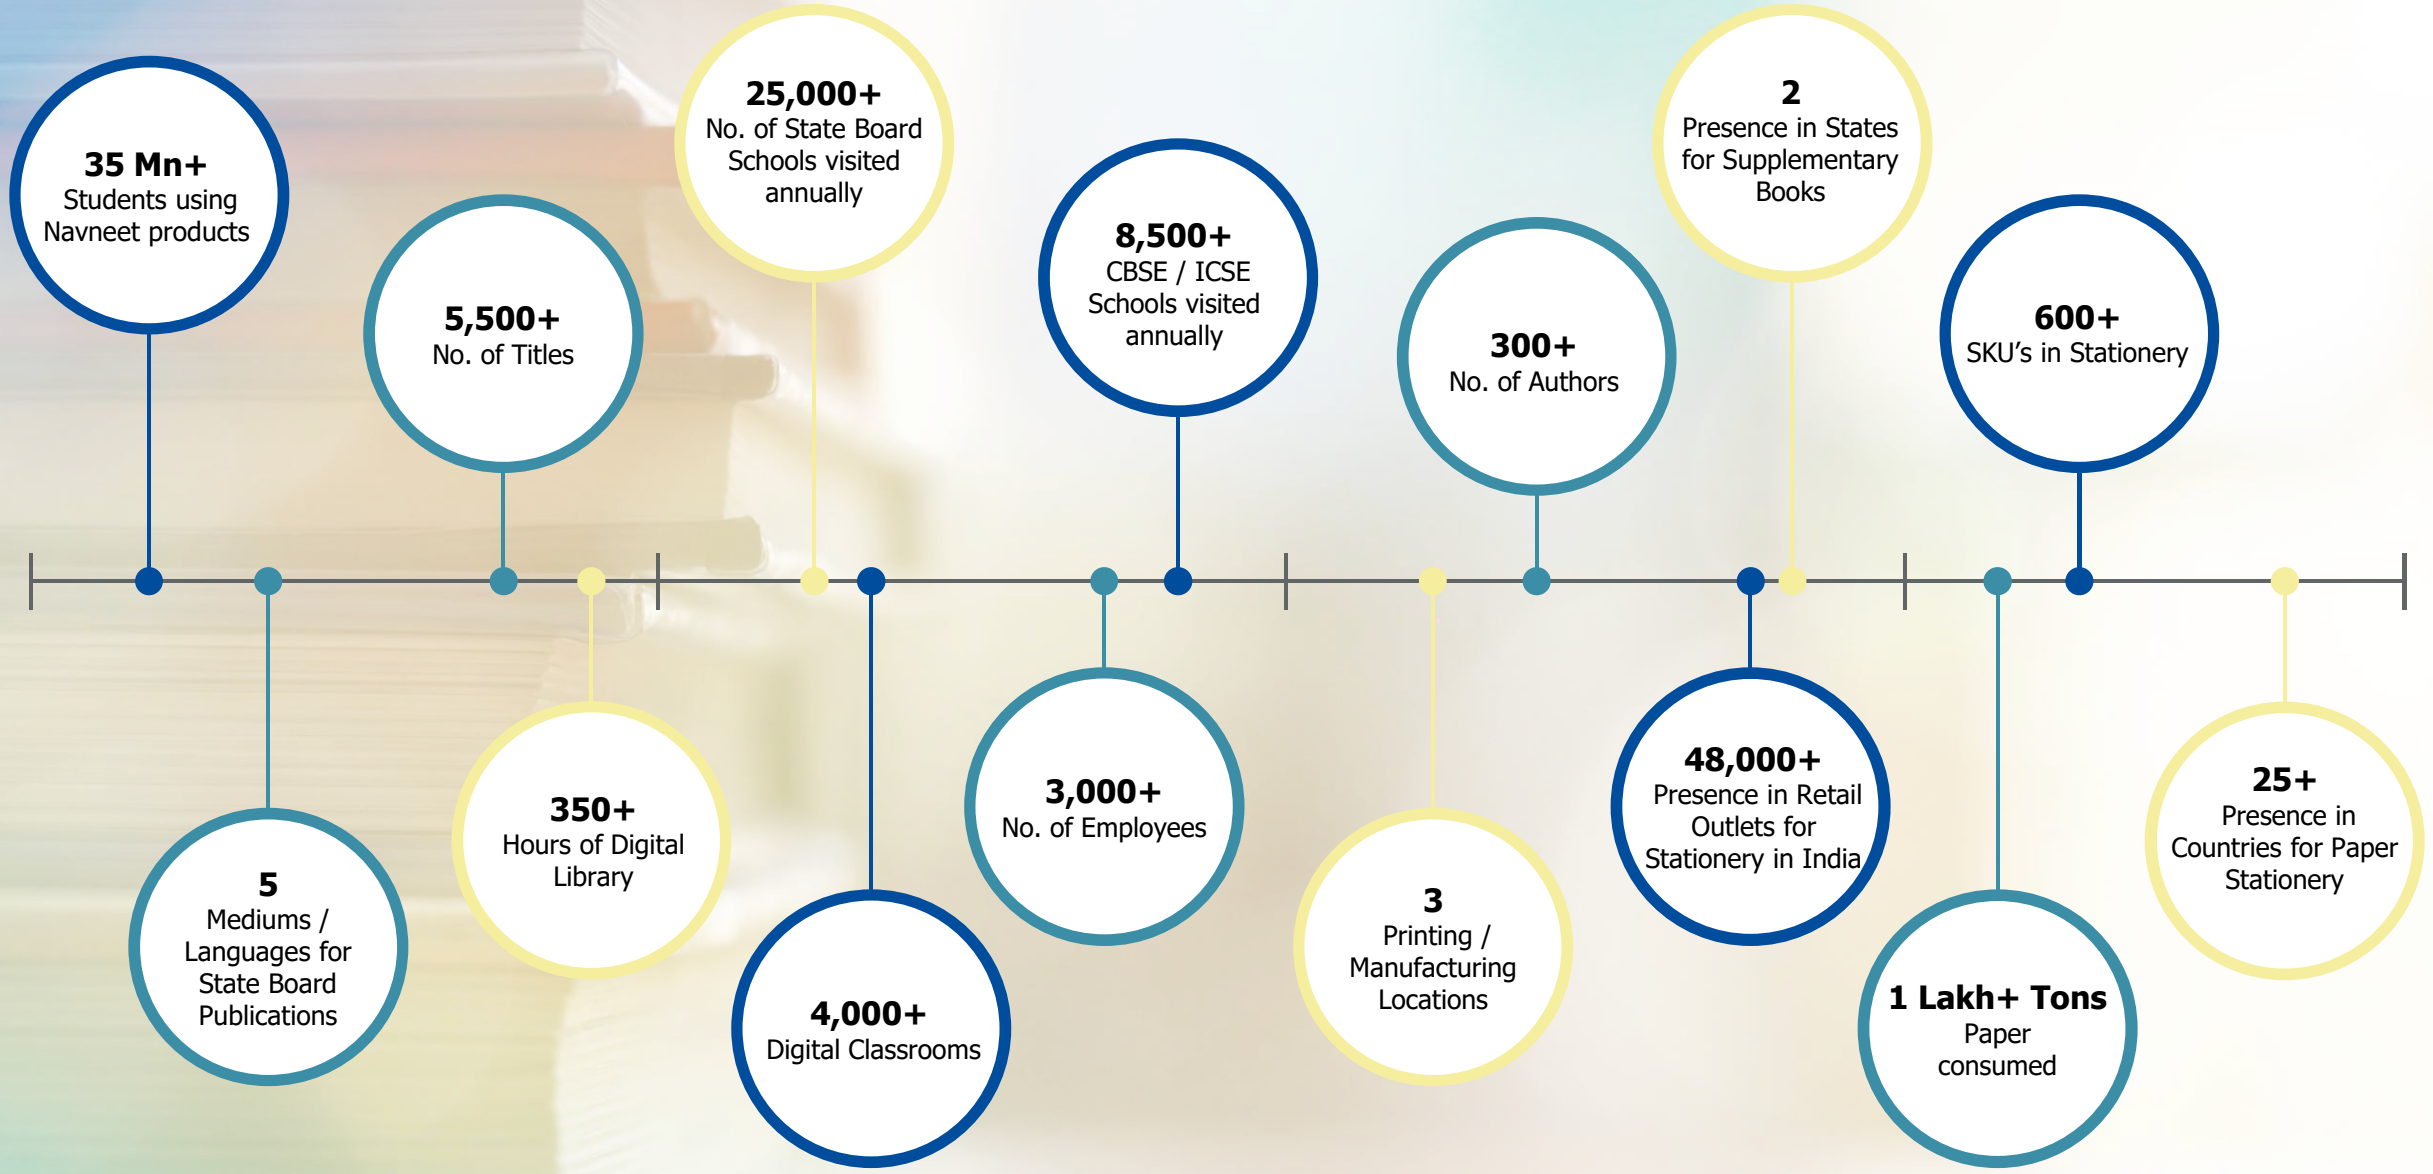 35 Mn+
Students using
Navneet products
5
Mediums /
Languages for
State Board
Publications
5,500+
No. of Titles
350+
Hours of Digital
Library
25,000+
No. of State Board
Schools visited
annually
4,000+
Digital Classrooms
3,000+
No. of Employees
8,500+
CBSE / ICSE
Schools visited
annually
3
Printing /
Manufacturing
Locations
300+
No. of Authors
48,000+
Presence in Retail
Outlets for
Stationery in India
2
Presence in States
for Supplementary
Books
1 Lakh+ Tons
Paper
consumed
600+
SKU's in Stationery
25+
Presence in
Countries for Paper
Stationery